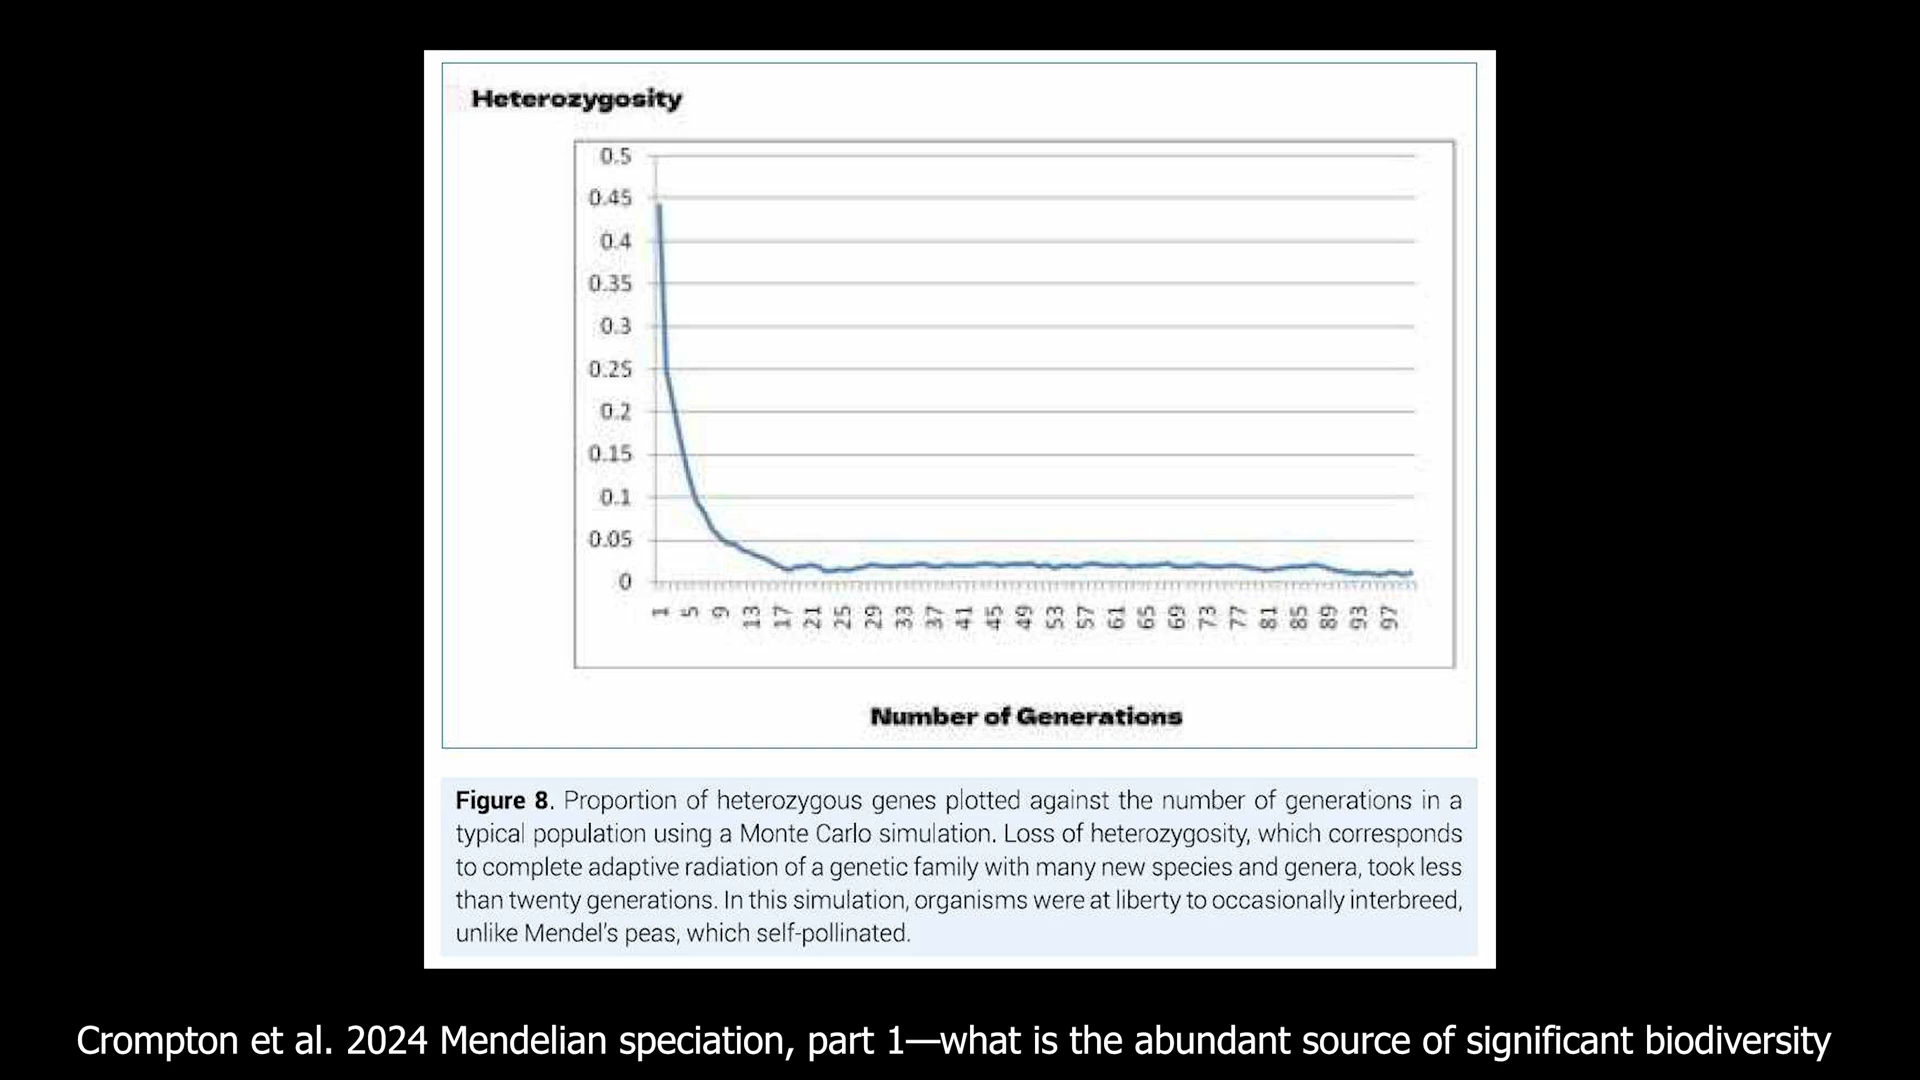 Heterozygosity
0.5
0.45
0.4
0.35
0.3
0.25
0.2
0.15
0.1
0.05
0
1 5 9 13 17 21 25 29 33 37 41 45 49 53 57 61 65 69 73 77 81 85 89 93 97
Number of Generations
Figure 8. Proportion of heterozygous genes plotted against the number of generations in a
typical population using a Monte Carlo simulation. Loss of heterozygosity, which corresponds
to complete adaptive radiation of a genetic family with many new species and genera, took less
than twenty generations. In this simulation, organisms were at liberty to occasionally interbreed,
unlike Mendel's peas, which self-pollinated.
Crompton et al. 2024 Mendelian speciation, part 1—what is the abundant source of significant biodiversity